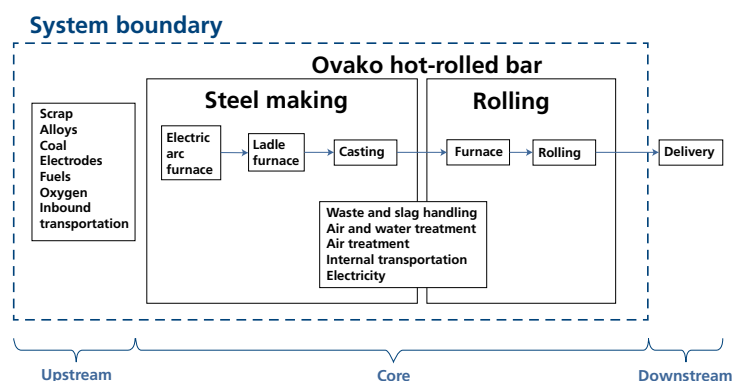 System boundary
Ovako hot-rolled bar
Steel making
Rolling
Scrap
Alloys
Coal
Electrodes
Fuels
Oxygen
Inbound
transportation
Electric
arc
furnace
Ladle
furnace
Casting
Furnace
Rolling
Delivery
Waste and slag handling
Air and water treatment
Air treatment
Internal transportation
Electricity
Upstream
Core
Downstream